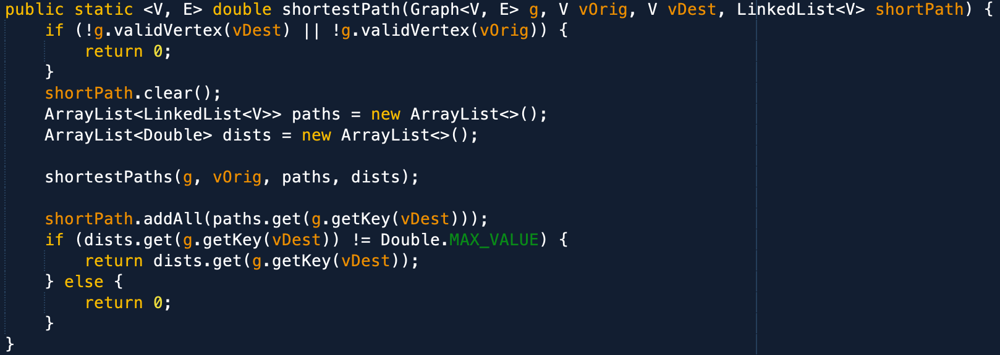 public static <V, E> double shortestPath(Graph<V, E> g, V vOrig, V vDest, LinkedList<V> shortPath) {
    if (!g.validVertex(vDest) || !g.validVertex(vOrig)) {
        return 0;
    }
    shortPath.clear();
    ArrayList<LinkedList<V>> paths = new ArrayList<>();
    ArrayList<Double> dists = new ArrayList<>();

    shortestPaths(g, vOrig, paths, dists);

    shortPath.addAll(paths.get(g.getKey(vDest)));
    if (dists.get(g.getKey(vDest)) != Double.MAX_VALUE) {
        return dists.get(g.getKey(vDest));
    } else {
        return 0;
    }
}